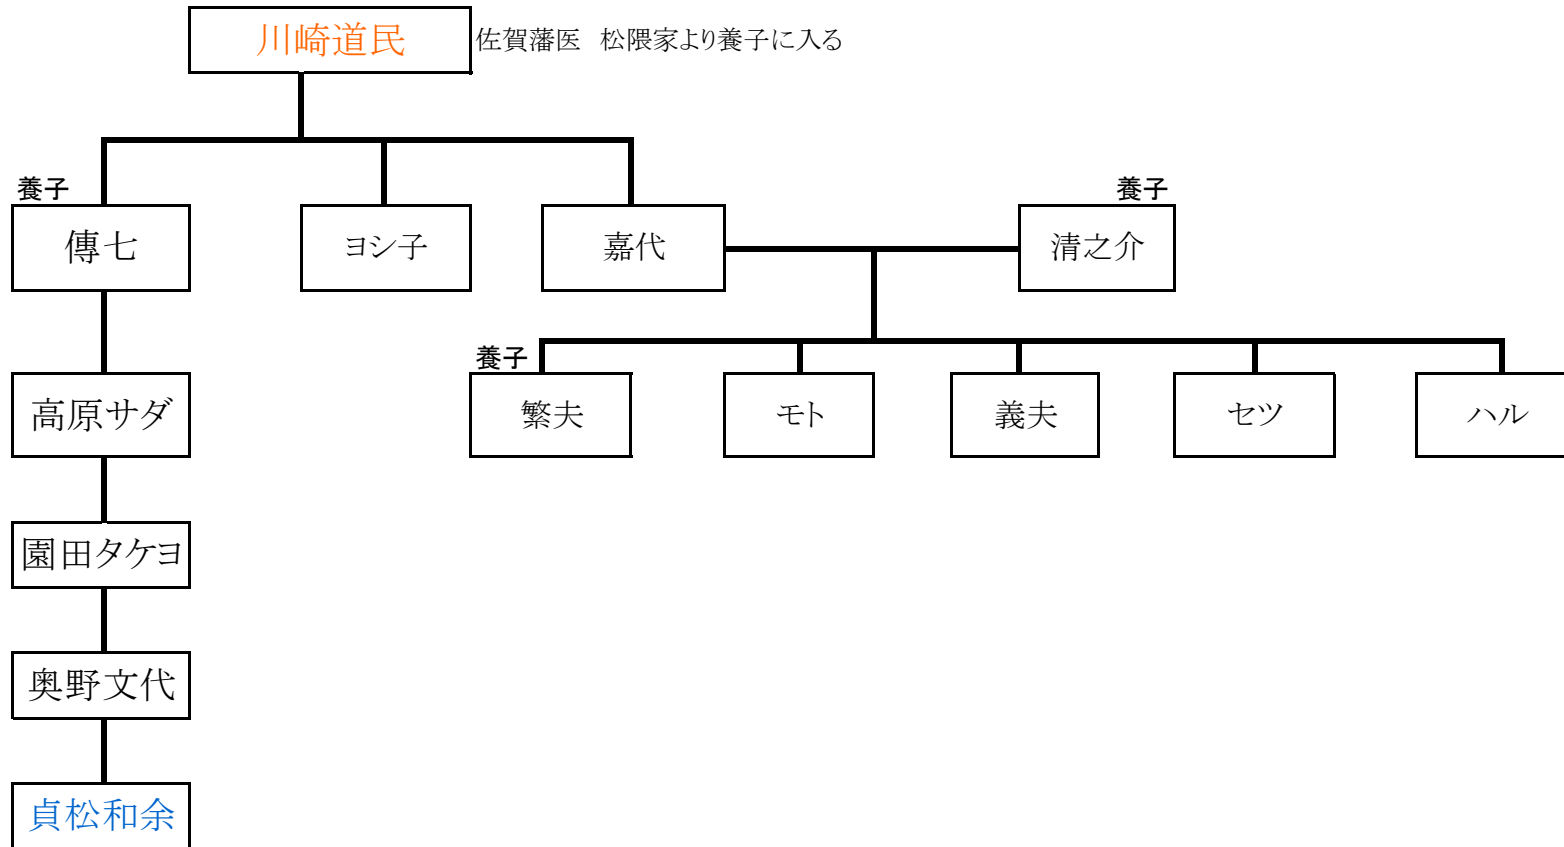 川崎道民
佐賀藩医　松隈家より養子に入る
養子
養子
傳七
ヨシ子
嘉代
清之介
養子
高原サダ
繁夫
モト
義夫
セツ
ハル
園田タケヨ
奥野文代
貞松和余